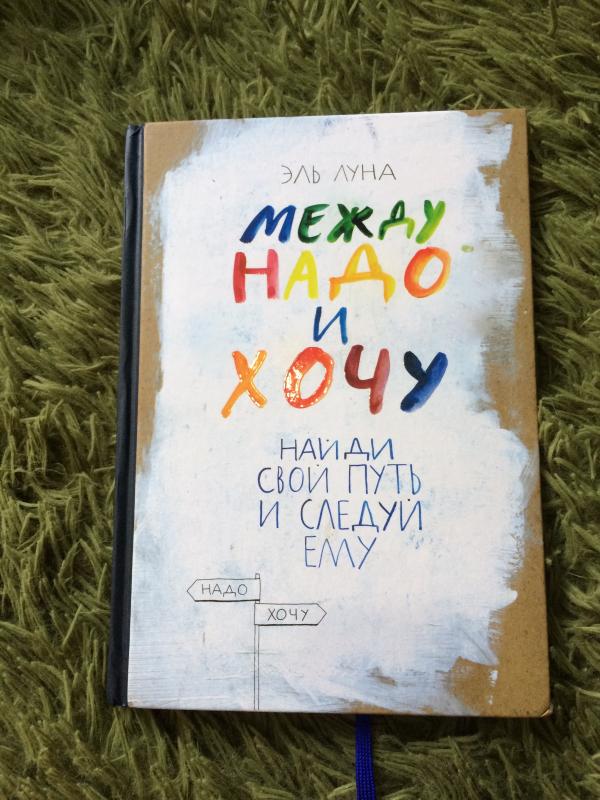 ЭЛЬ ЛУНА
МЕЖДУ
НАДО
И
ХОЧУ
НАЙДИ
СВОЙ ПУТЬ
И СЛЕДУЙ
ЕМУ
НАДО
ХОЧУ